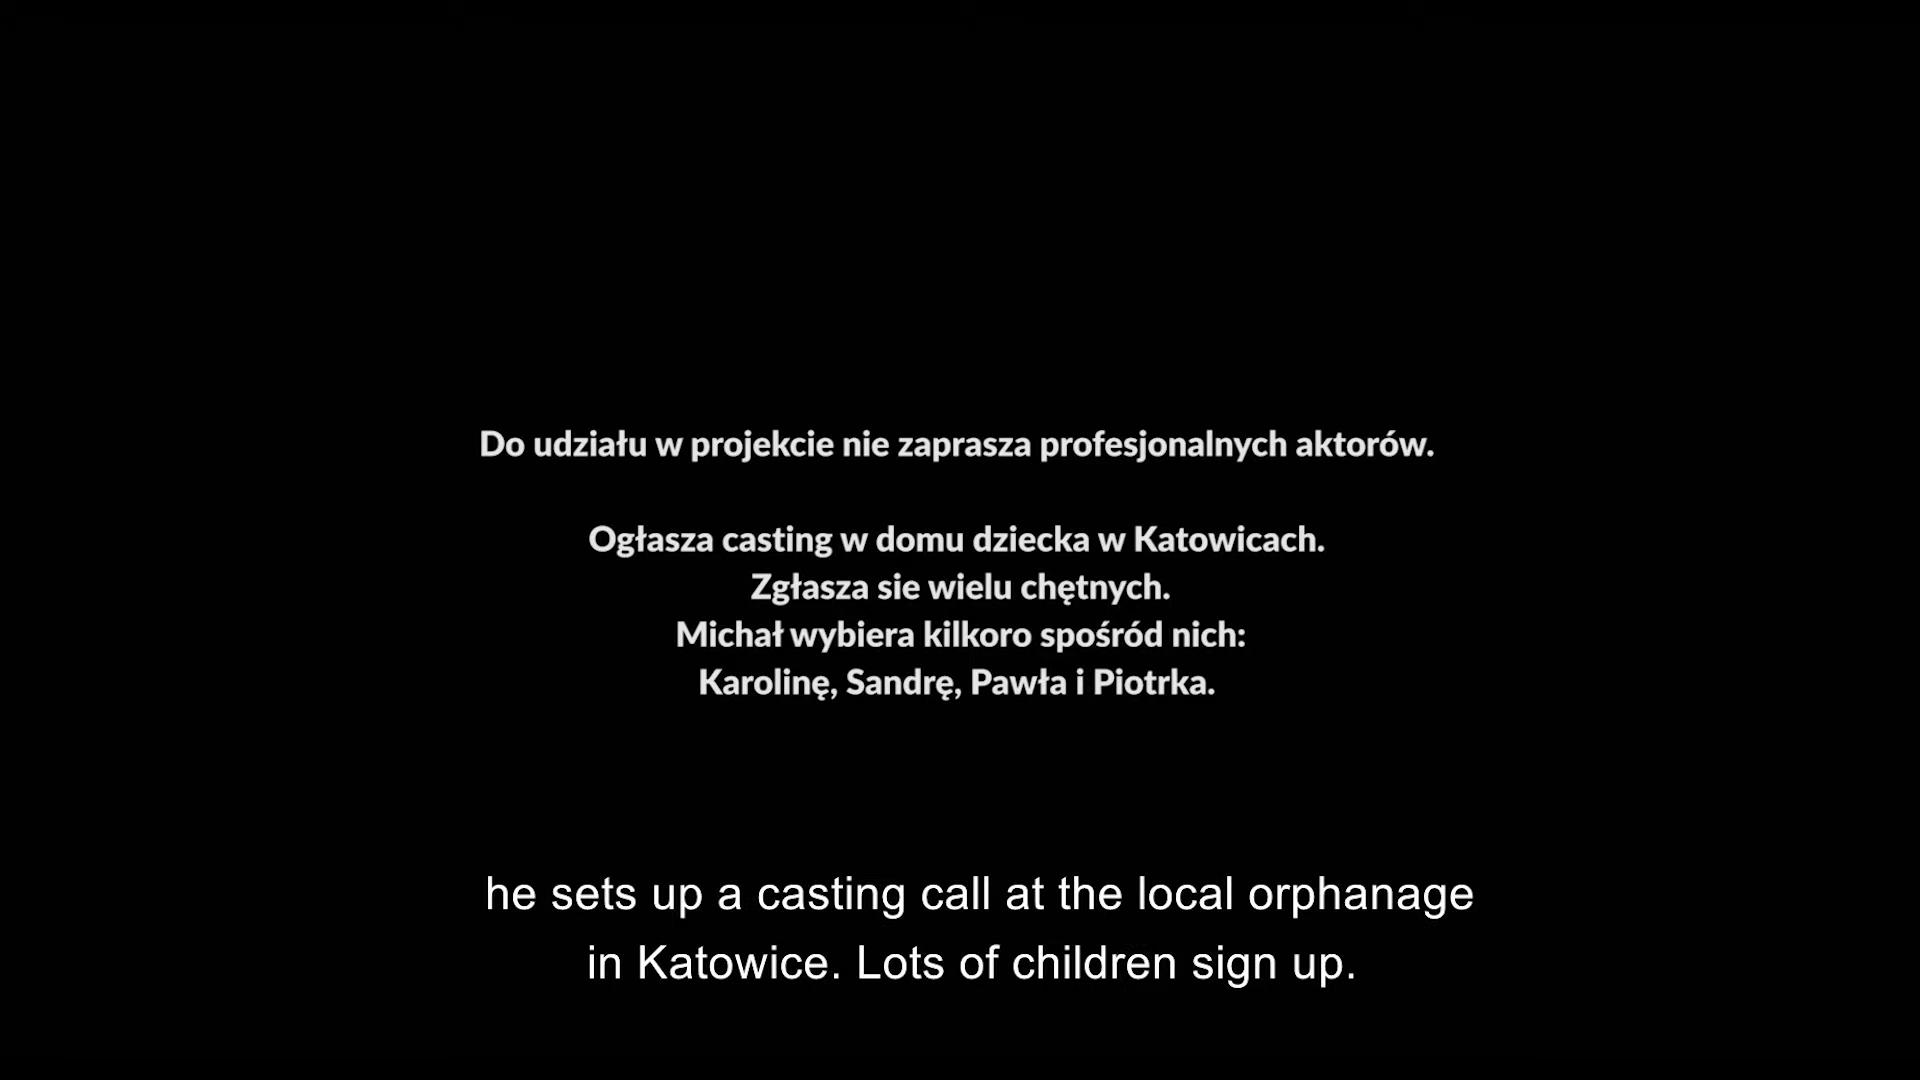 Do udziału w projekcie nie zaprasza profesjonalnych aktorów.
Ogłasza casting w domu dziecka w Katowicach.
Zgłasza sie wielu chętnych.
Michał wybiera kilkoro spośród nich:
Karolinę, Sandrę, Pawła i Piotrka.
he sets up a casting call at the local orphanage
in Katowice. Lots of children sign up.